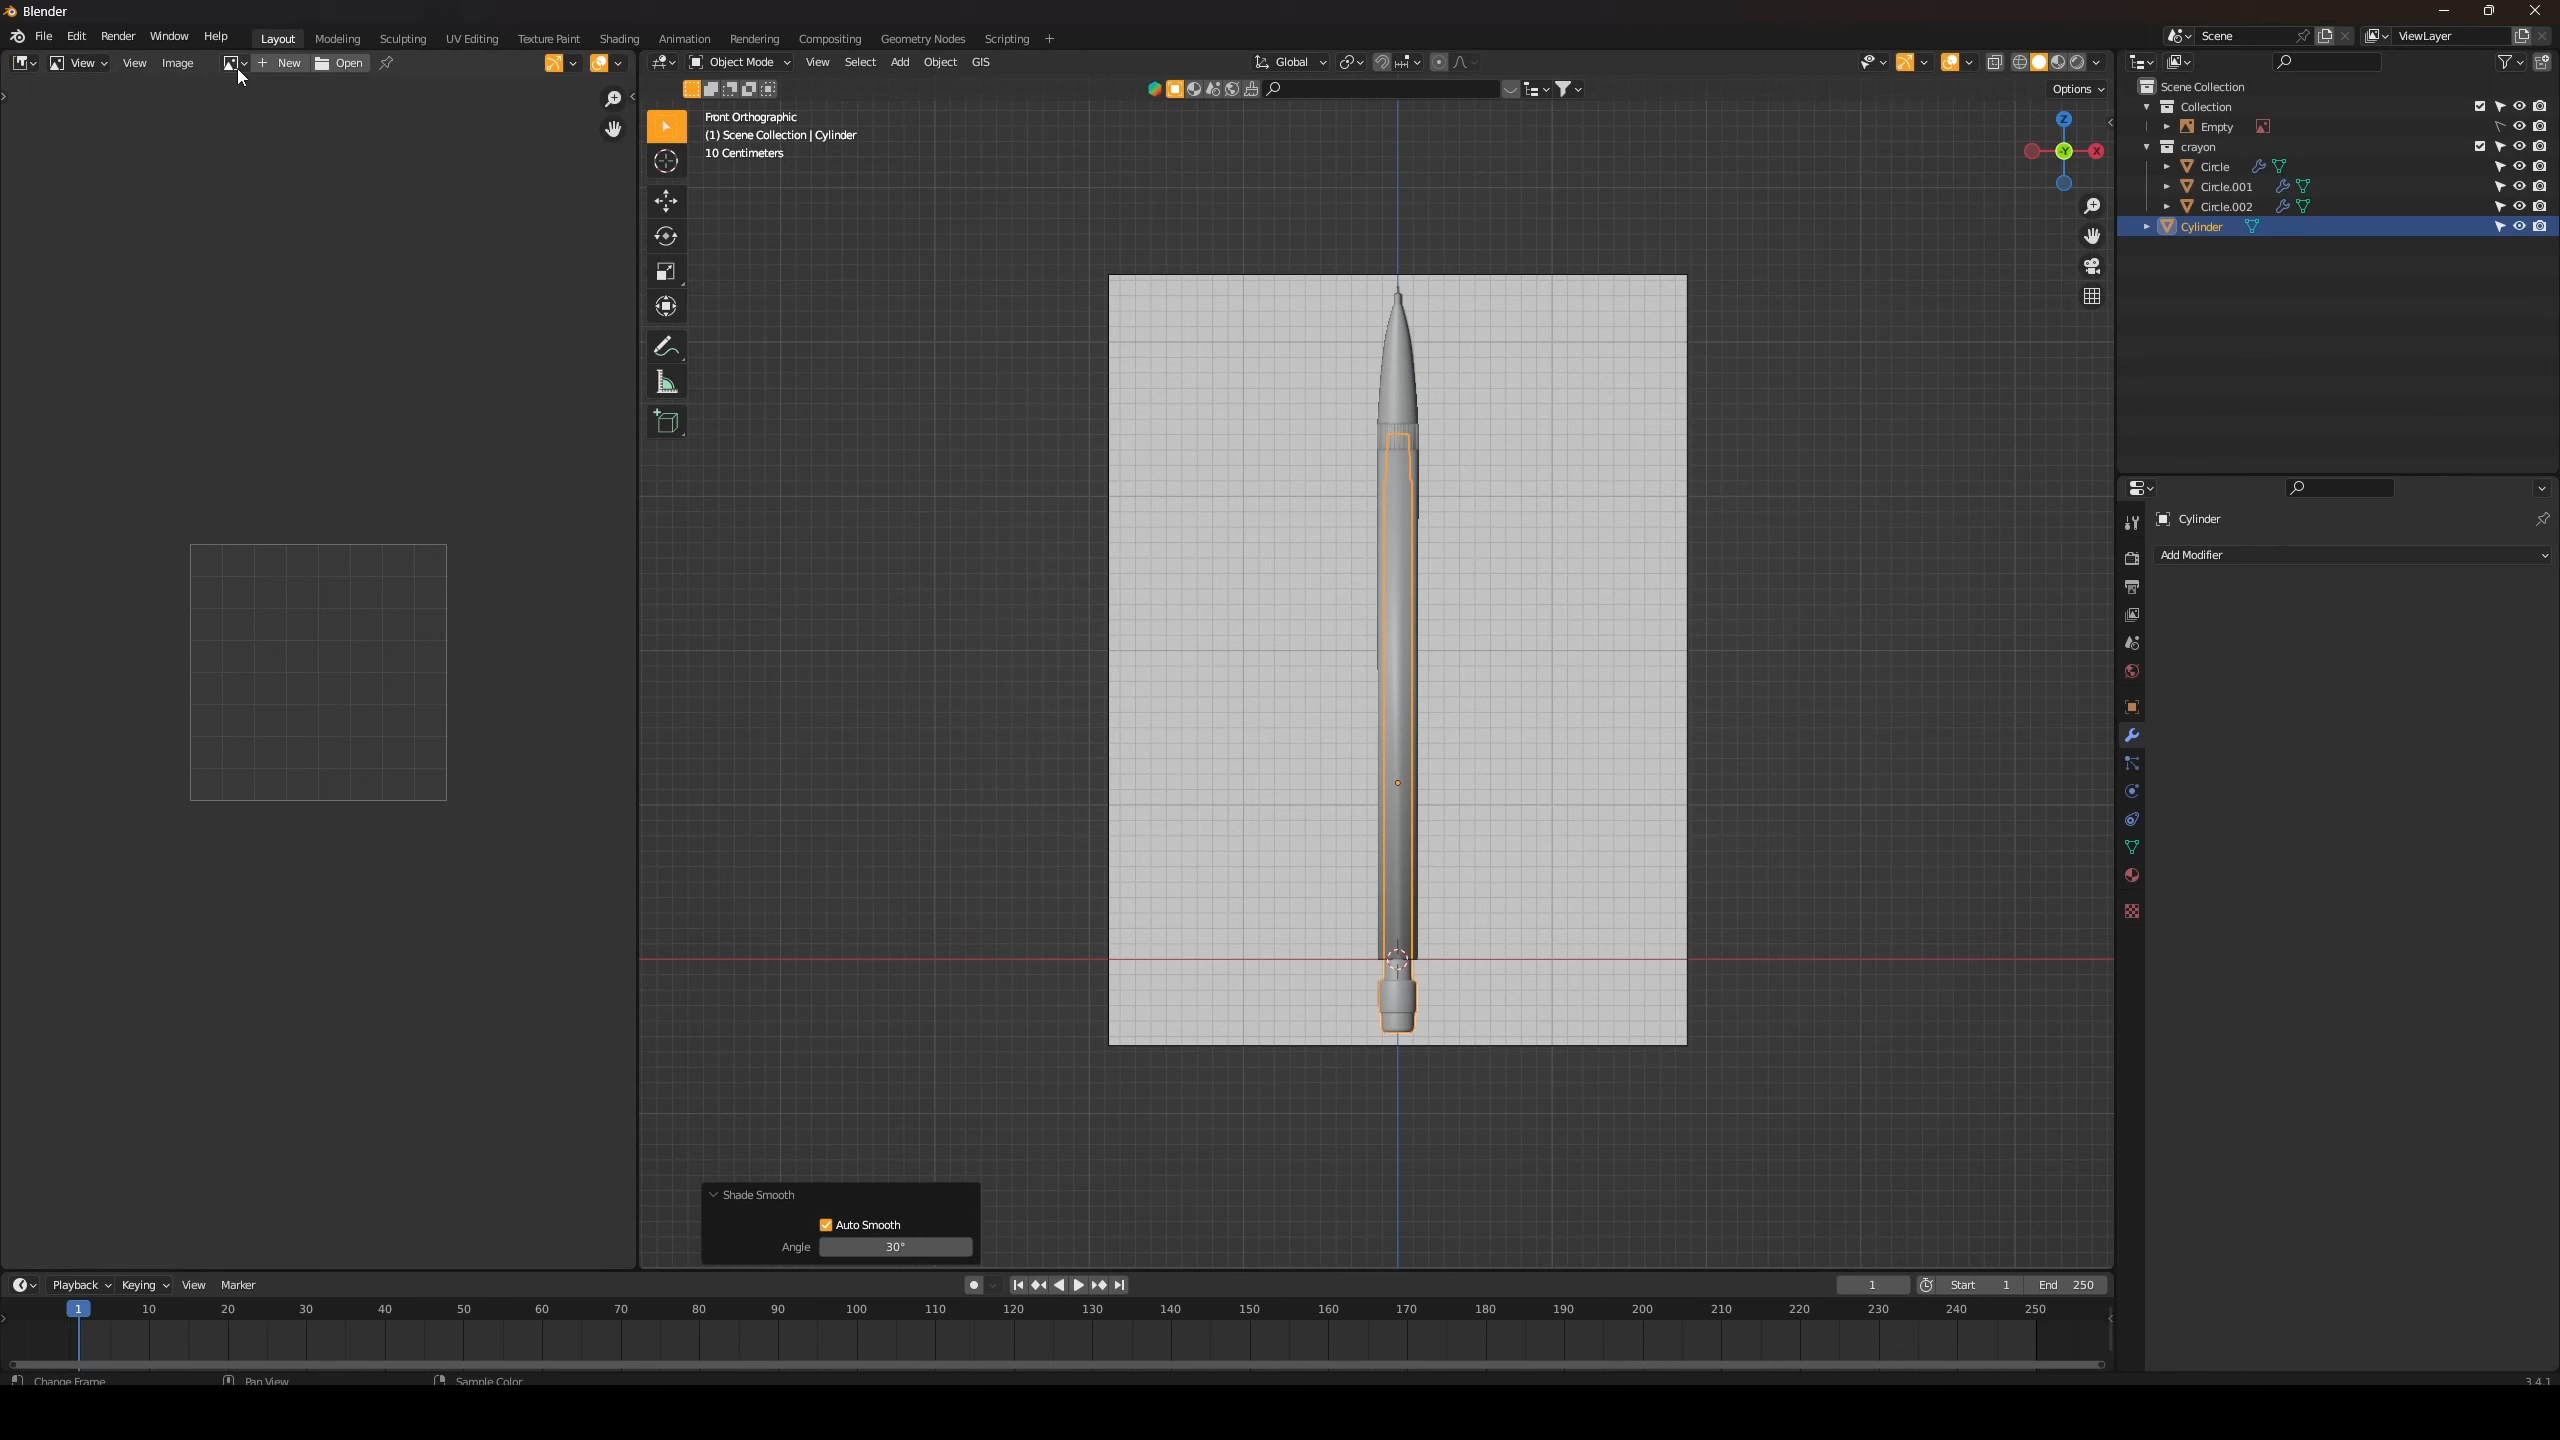 Blender
File Edit Render Window Help Layout Modeling Sculpting UV Editing Texture Paint Shading Animation Rendering Compositing Geometry Nodes Scripting + Scene ViewLayer
View View Image New Open
Object Mode View Select Add Object GIS Global
Options
Front Orthographic
(1) Scene Collection | Cylinder
10 Centimeters
Z
-Y
X
Scene Collection
Collection
Empty
crayon
Circle
Circle.001
Circle.002
Cylinder
Cylinder
Add Modifier
Shade Smooth
Auto Smooth
Angle 30°
Playback Keying View Marker 1 Start 1 End 250
1 10 20 30 40 50 60 70 80 90 100 110 120 130 140 150 160 170 180 190 200 210 220 230 240 250
Change Frame Pan View Sample Color 3.4.1